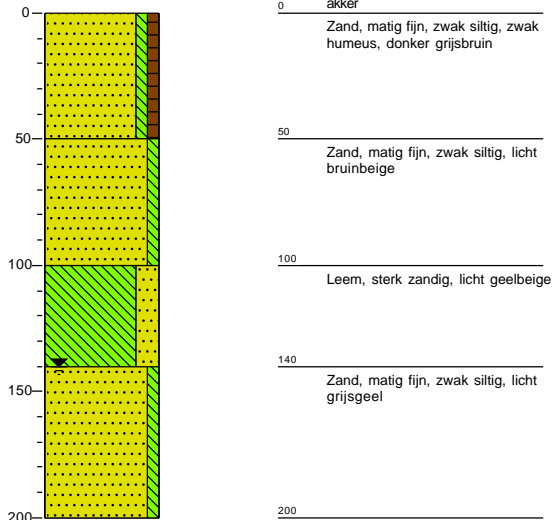 akker
0
0
Zand, matig fijn, zwak siltig, zwak
humeus, donker grijsbruin
50
50
Zand, matig fijn, zwak siltig, licht
bruinbeige
100
100
Leem, sterk zandig, licht geelbeige
140
Zand, matig fijn, zwak siltig, licht
grijsgeel
150
200
200